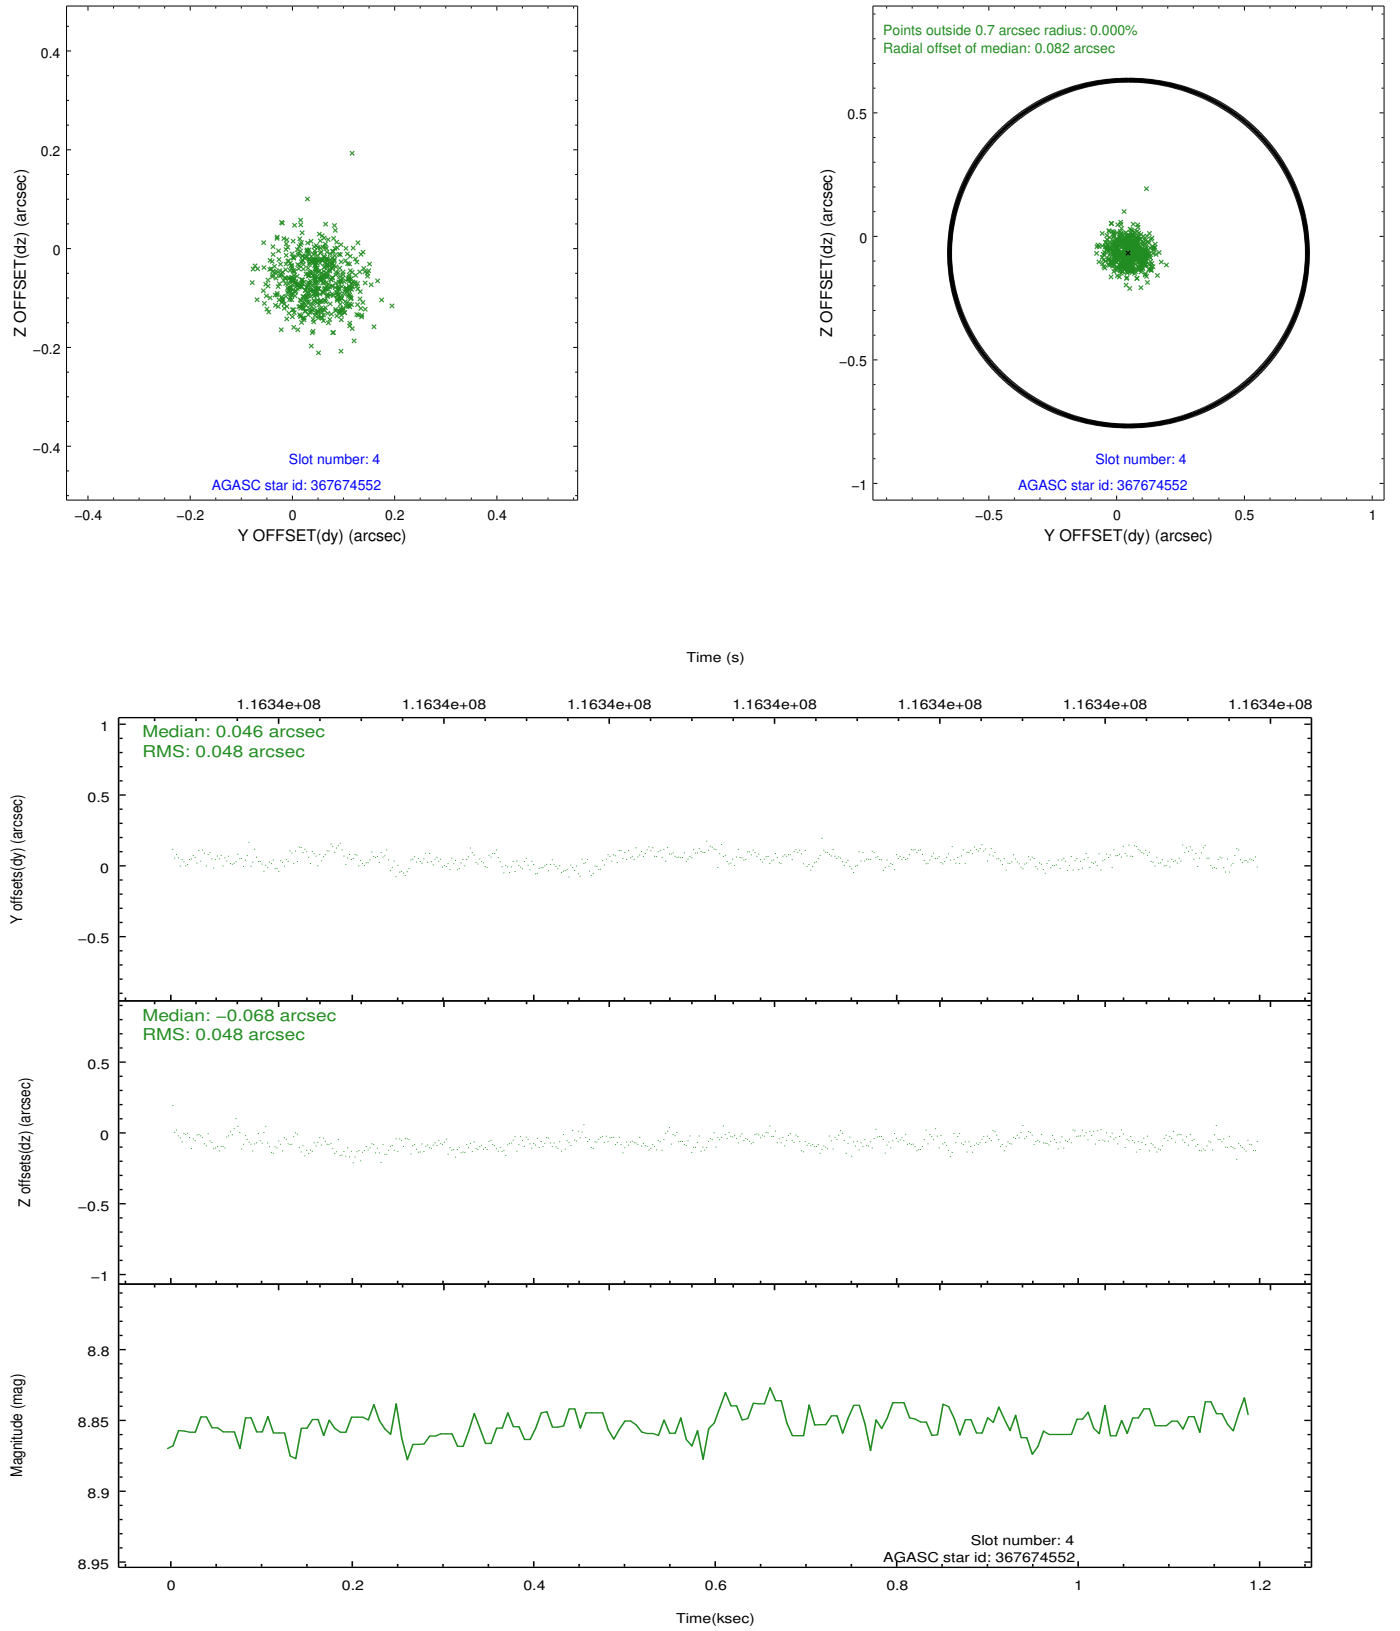 0.4
0.2
0
−0.2
−0.4
Z OFFSET(dz) (arcsec)
Slot number: 4
AGASC star id: 367674552
−0.4 −0.2 0 0.2 0.4
Y OFFSET(dy) (arcsec)
Points outside 0.7 arcsec radius: 0.000%
Radial offset of median: 0.082 arcsec
0.5
0
−0.5
−1
Z OFFSET(dz) (arcsec)
Slot number: 4
AGASC star id: 367674552
−0.5 0 0.5 1
Y OFFSET(dy) (arcsec)
Time (s)
1.1634e+08 1.1634e+08 1.1634e+08 1.1634e+08 1.1634e+08 1.1634e+08 1.1634e+08
Median: 0.046 arcsec
RMS: 0.048 arcsec
1
0.5
0
−0.5
Y offsets(dy) (arcsec)
Median: −0.068 arcsec
RMS: 0.048 arcsec
0.5
0
−0.5
−1
Z offsets(dz) (arcsec)
8.8
8.85
8.9
8.95
Magnitude (mag)
Slot number: 4
AGASC star id: 367674552
0 0.2 0.4 0.6 0.8 1 1.2
Time(ksec)